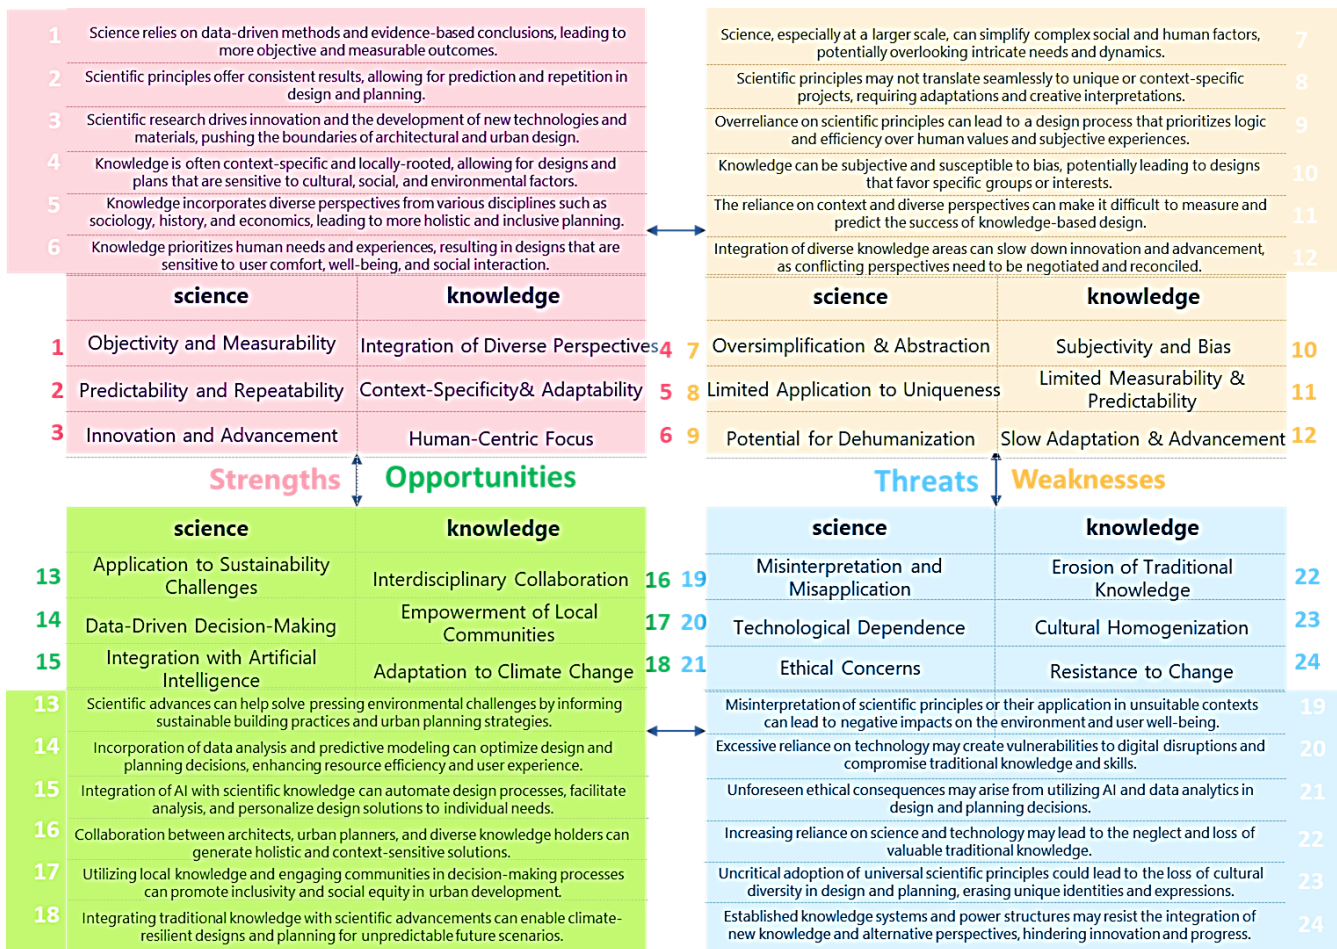 1 Science relies on data-driven methods and evidence-based conclusions, leading to
more objective and measurable outcomes.
2 Scientific principles offer consistent results, allowing for prediction and repetition in
design and planning.
3 Scientific research drives innovation and the development of new technologies and
materials, pushing the boundaries of architectural and urban design.
4 Knowledge is often context-specific and locally-rooted, allowing for designs and
plans that are sensitive to cultural, social, and environmental factors.
5 Knowledge incorporates diverse perspectives from various disciplines such as
sociology, history, and economics, leading to more holistic and inclusive planning.
6 Knowledge prioritizes human needs and experiences, resulting in designs that are
sensitive to user comfort, well-being, and social interaction.
science knowledge
1 Objectivity and Measurability Integration of Diverse Perspectives 4
2 Predictability and Repeatability Context-Specificity& Adaptability 5
3 Innovation and Advancement Human-Centric Focus 6
Science, especially at a larger scale, can simplify complex social and human factors, 7
potentially overlooking intricate needs and dynamics.
Scientific principles may not translate seamlessly to unique or context-specific 8
projects, requiring adaptations and creative interpretations.
Overreliance on scientific principles can lead to a design process that prioritizes logic 9
and efficiency over human values and subjective experiences.
Knowledge can be subjective and susceptible to bias, potentially leading to designs 10
that favor specific groups or interests.
The reliance on context and diverse perspectives can make it difficult to measure and 11
predict the success of knowledge-based design.
Integration of diverse knowledge areas can slow down innovation and advancement, 12
as conflicting perspectives need to be negotiated and reconciled.
science knowledge
7 Oversimplification & Abstraction Subjectivity and Bias 10
8 Limited Application to Uniqueness Limited Measurability &
Predictability 11
9 Potential for Dehumanization Slow Adaptation & Advancement 12
Strengths Opportunities Threats Weaknesses
science knowledge
13 Application to Sustainability
Challenges Interdisciplinary Collaboration 16
14 Data-Driven Decision-Making Empowerment of Local
Communities 17
15 Integration with Artificial
Intelligence Adaptation to Climate Change 18
13 Scientific advances can help solve pressing environmental challenges by informing
sustainable building practices and urban planning strategies.
14 Incorporation of data analysis and predictive modeling can optimize design and
planning decisions, enhancing resource efficiency and user experience.
15 Integration of AI with scientific knowledge can automate design processes, facilitate
analysis, and personalize design solutions to individual needs.
16 Collaboration between architects, urban planners, and diverse knowledge holders can
generate holistic and context-sensitive solutions.
17 Utilizing local knowledge and engaging communities in decision-making processes
can promote inclusivity and social equity in urban development.
18 Integrating traditional knowledge with scientific advancements can enable climate-
resilient designs and planning for unpredictable future scenarios.
science knowledge
19 Misinterpretation and
Misapplication Erosion of Traditional
Knowledge 22
20 Technological Dependence Cultural Homogenization 23
21 Ethical Concerns Resistance to Change 24
Misinterpretation of scientific principles or their application in unsuitable contexts 19
can lead to negative impacts on the environment and user well-being.
Excessive reliance on technology may create vulnerabilities to digital disruptions and 20
compromise traditional knowledge and skills.
Unforeseen ethical consequences may arise from utilizing AI and data analytics in 21
design and planning decisions.
Increasing reliance on science and technology may lead to the neglect and loss of 22
valuable traditional knowledge.
Uncritical adoption of universal scientific principles could lead to the loss of cultural 23
diversity in design and planning, erasing unique identities and expressions.
Established knowledge systems and power structures may resist the integration of 24
new knowledge and alternative perspectives, hindering innovation and progress.